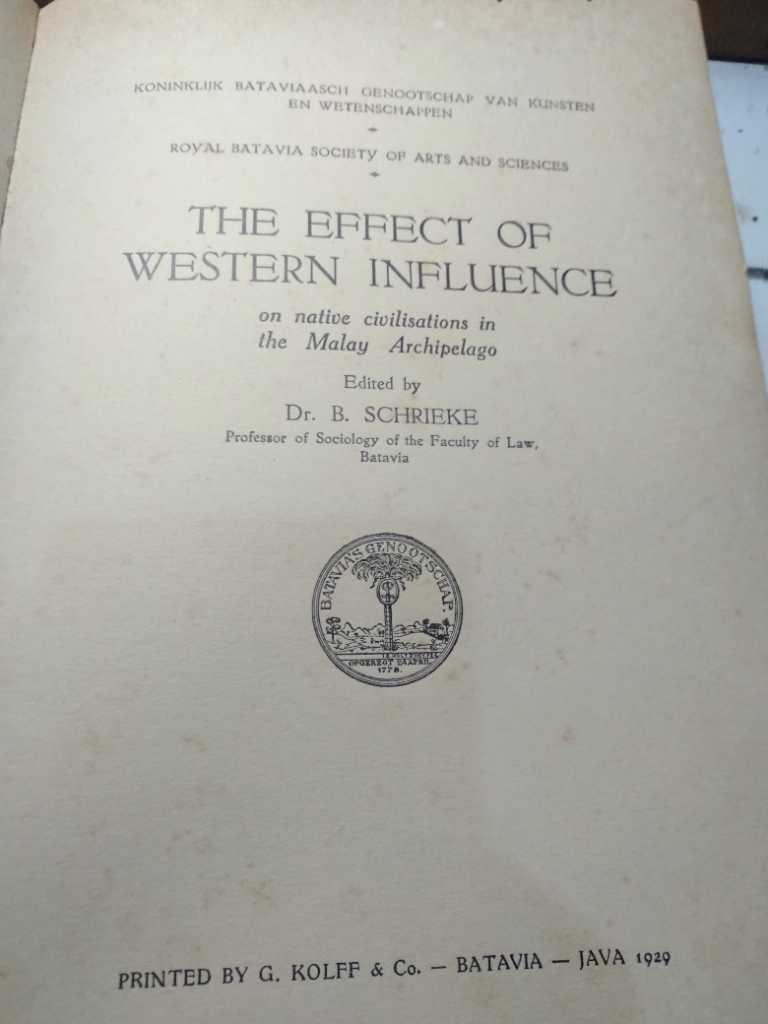 KONINKLIJK BATAVIAASCH GENOOTSCHAP VAN KUNSTEN
EN WETENSCHAPPEN
ROYAL BATAVIA SOCIETY OF ARTS AND SCIENCES
THE EFFECT OF
WESTERN INFLUENCE
on native civilisations in
the Malay Archipelago
Edited by
Dr. B. SCHRIEKE
Professor of Sociology of the Faculty of Law,
Batavia
BATAVIA'S GENOOTSCHAP.
OPGEREGT
1778.
PRINTED BY G. KOLFF & Co. — BATAVIA — JAVA 1929